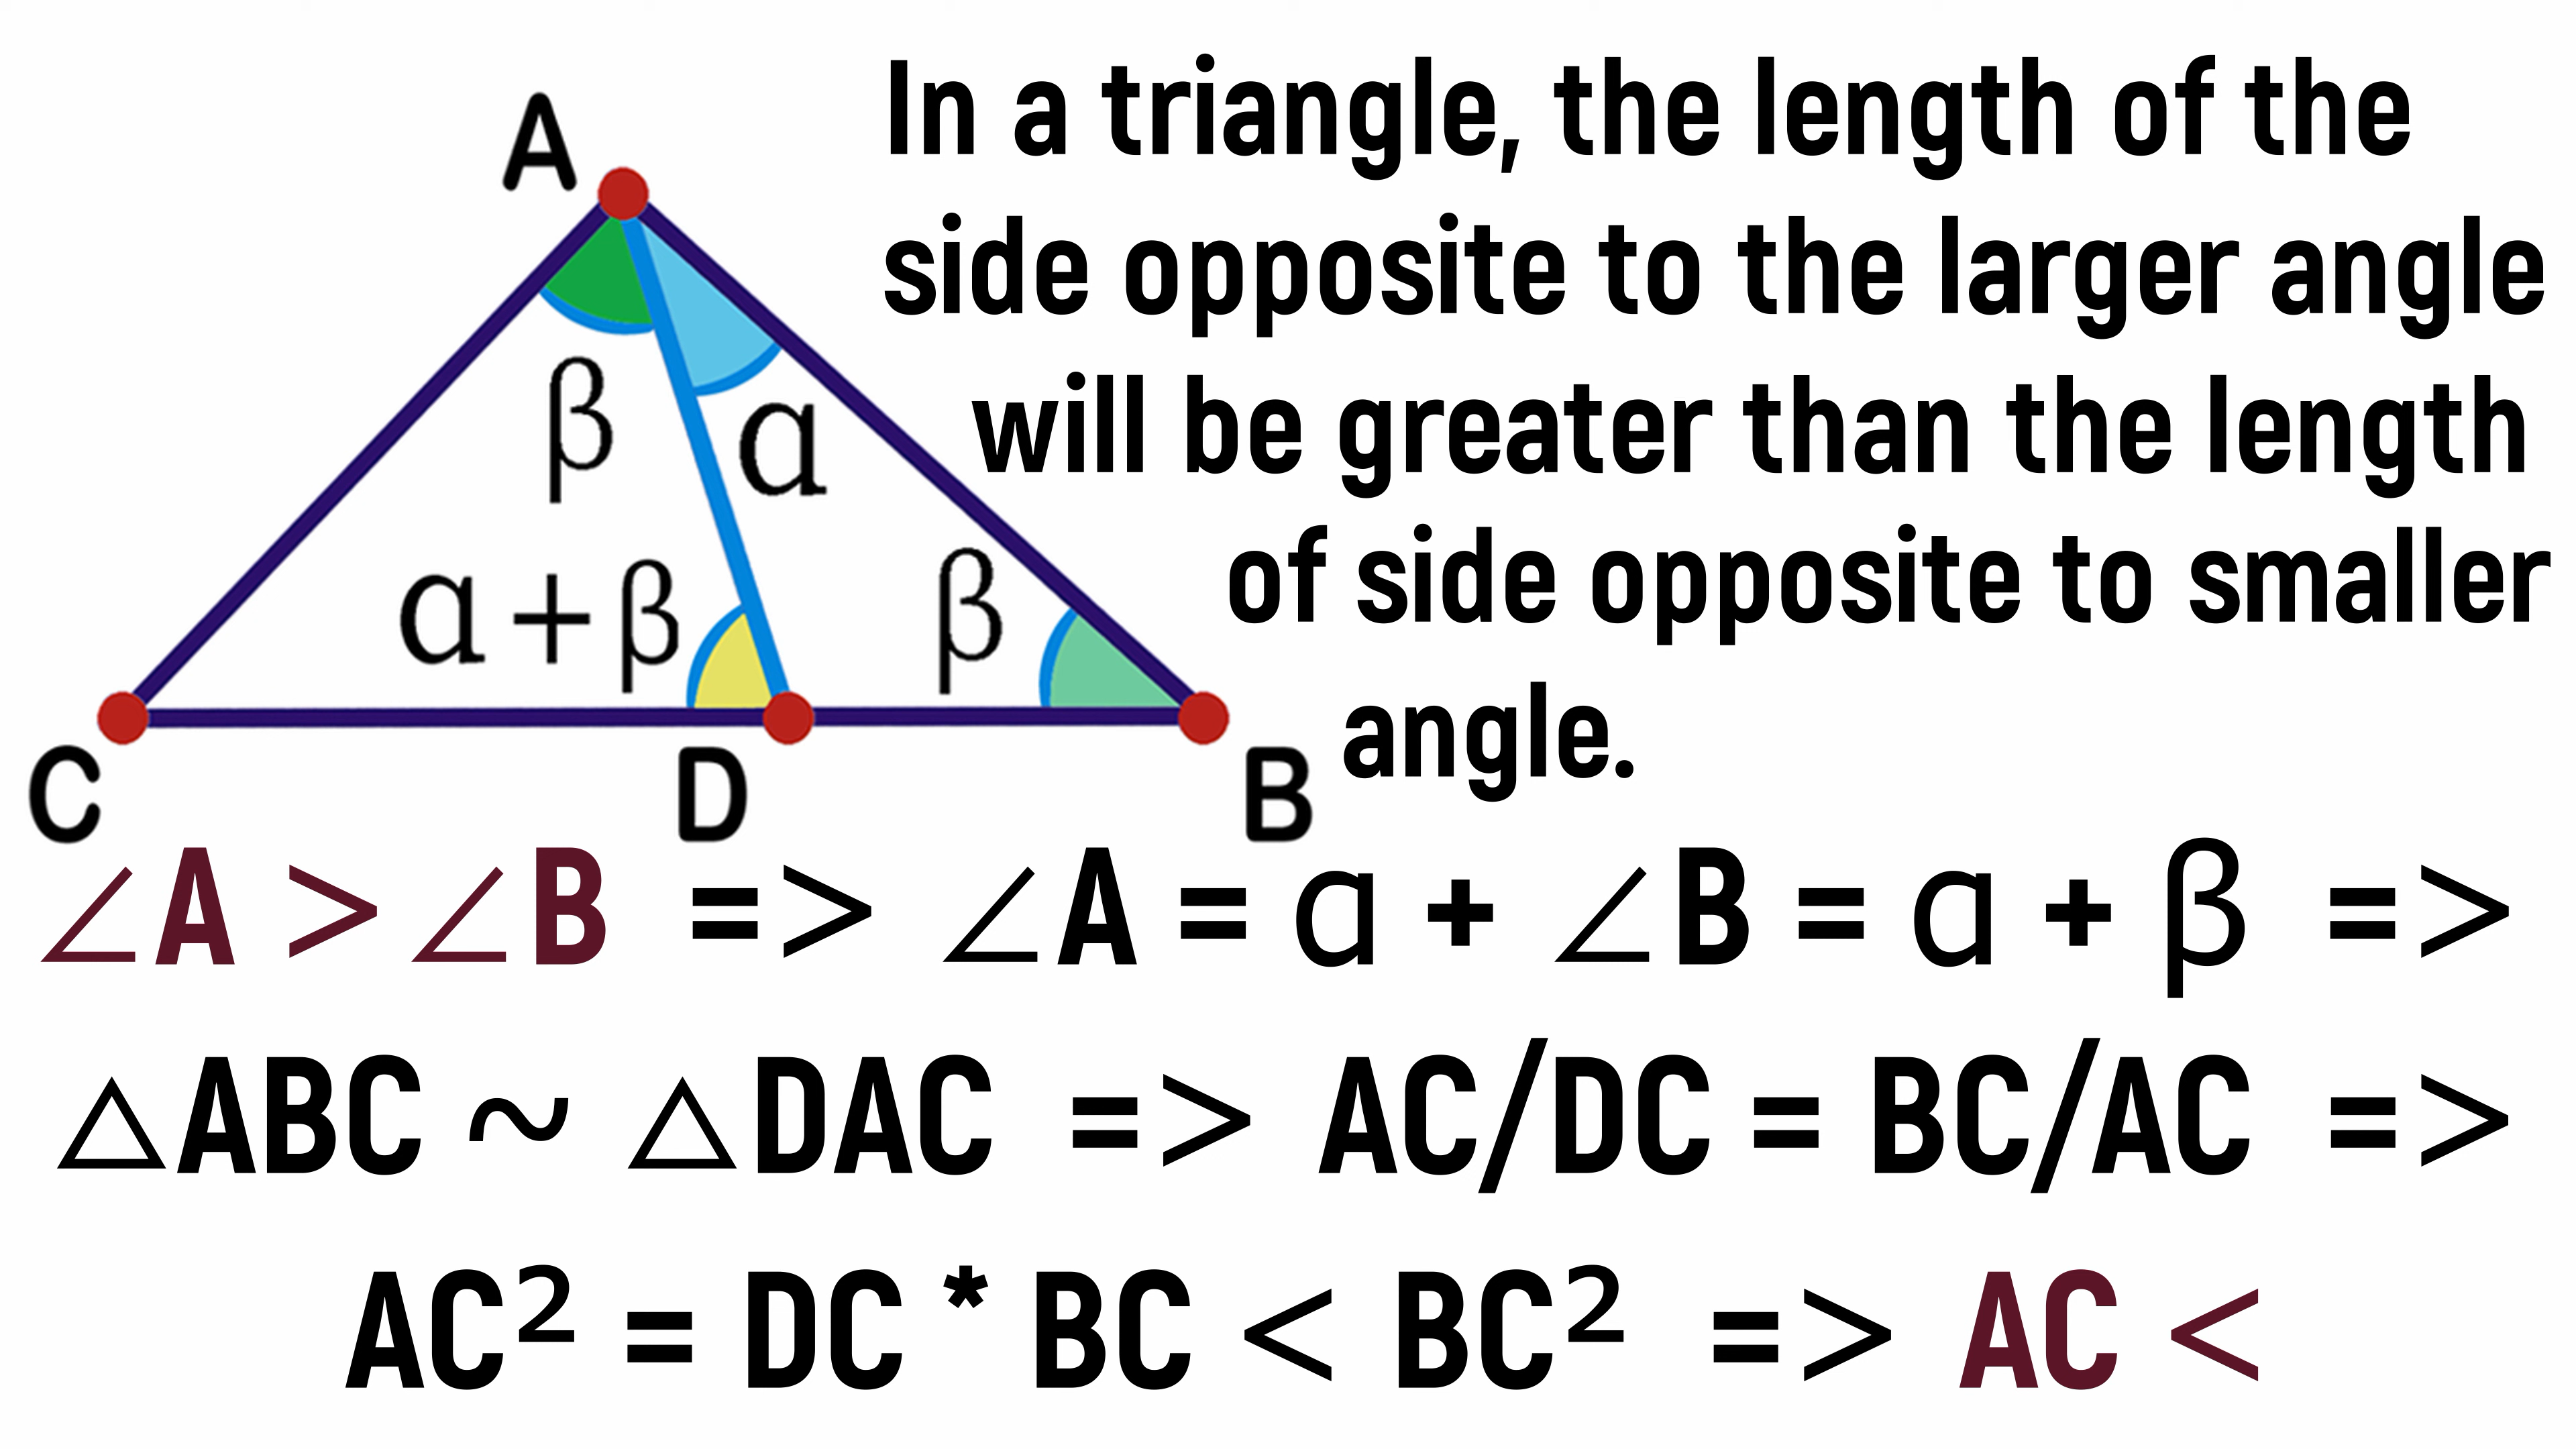 A
In a triangle, the length of the
side opposite to the larger angle
will be greater than the length
of side opposite to smaller
angle.
β
α
α + β
β
C
D
B
∠A > ∠B => ∠A = α + ∠B = α + β =>
△ABC ~ △DAC => AC/DC = BC/AC =>
AC² = DC * BC < BC² => AC <